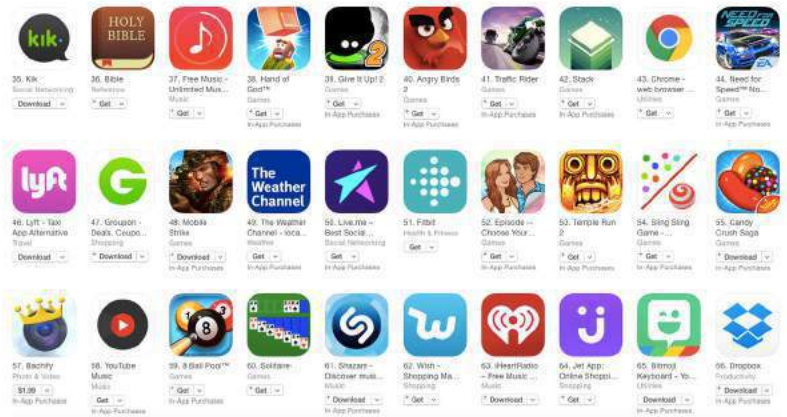 kik
35. Kik
Social Networking
Download
HOLY
BIBLE
36. Bible
Reference
+ Get
37. Free Music -
Unlimited Mus...
Music
+ Get
38. Hand of
God™
Games
+ Get
In-App Purchases
2
39. Give It Up! 2
Games
+ Get
In-App Purchases
40. Angry Birds
2
Games
+ Get
In-App Purchases
41. Traffic Rider
Games
+ Get
In-App Purchases
42. Stack
Games
+ Get
In-App Purchases
43. Chrome -
web browser ...
Utilities
+ Get
NEED FOR
SPEED
EA
44. Need for
Speed™ No...
Games
+ Get
In-App Purchases
lyft
46. Lyft - Taxi
App Alternative
Travel
Download
G
47. Groupon -
Deals, Coupo...
Shopping
+ Download
48. Mobile
Strike
Games
+ Download
In-App Purchases
The
Weather
Channel
49. The Weather
Channel - loca...
Weather
Get
In-App Purchases
50. Live.me –
Best Social...
Social Networking
Get
In-App Purchases
51. Fitbit
Health & Fitness
Get
52. Episode --
Choose Your...
Games
+ Get
In-App Purchases
53. Temple Run
2
Games
+ Get
In-App Purchases
54. Sling Sling
Game - ...
Games
+ Get
In-App Purchases
55. Candy
Crush Saga
Games
+ Download
In-App Purchases
57. Bachify
Photo & Video
$1.99
In-App Purchases
58. YouTube
Music
Music
Get
In-App Purchases
8
59. 8 Ball Pool™
Games
+ Get
In-App Purchases
60. Solitaire
Games
+ Get
In-App Purchases
61. Shazam -
Discover musi...
Music
+ Download
In-App Purchases
62. Wish -
Shopping Ma...
Shopping
+ Get
63. iHeartRadio
– Free Music ...
Music
+ Download
In-App Purchases
64. Jet App:
Online Shoppi...
Shopping
+ Get
65. Bitmoji
Keyboard - Yo...
Utilities
Download
In-App Purchases
66. Dropbox
Productivity
+ Download
In-App Purchases